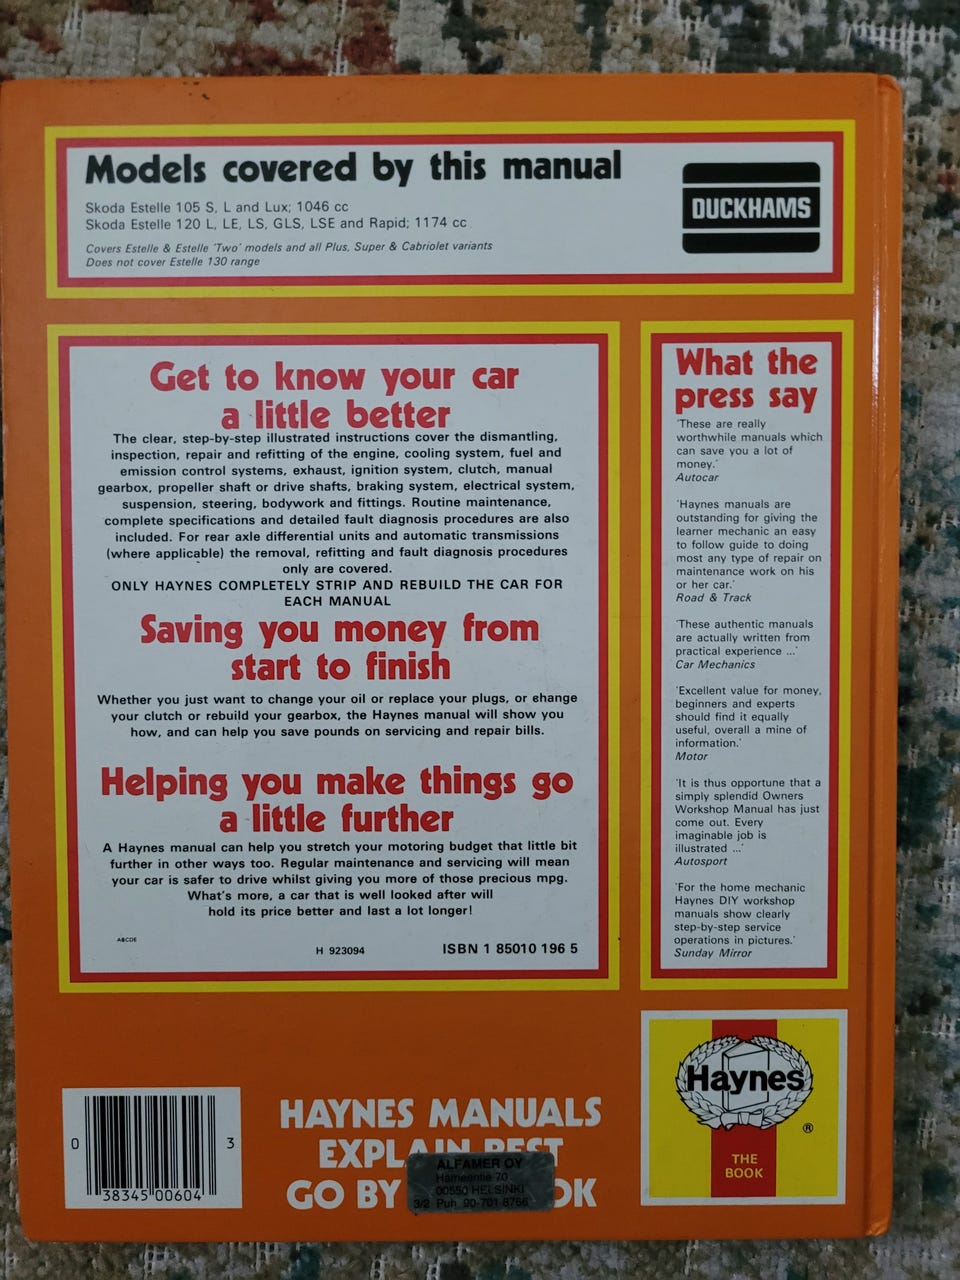 Models covered by this manual
Skoda Estelle 105 S, L and Lux; 1046 cc
Skoda Estelle 120 L, LE, LS, GLS, LSE and Rapid; 1174 cc
Covers Estelle & Estelle 'Two' models and all Plus, Super & Cabriolet variants
Does not cover Estelle 130 range
DUCKHAMS
Get to know your car
a little better
The clear, step-by-step illustrated instructions cover the dismantling,
inspection, repair and refitting of the engine, cooling system, fuel and
emission control systems, exhaust, ignition system, clutch, manual
gearbox, propeller shaft or drive shafts, braking system, electrical system,
suspension, steering, bodywork and fittings. Routine maintenance,
complete specifications and detailed fault diagnosis procedures are also
included. For rear axle differential units and automatic transmissions
(where applicable) the removal, refitting and fault diagnosis procedures
only are covered.
ONLY HAYNES COMPLETELY STRIP AND REBUILD THE CAR FOR
EACH MANUAL
Saving you money from
start to finish
Whether you just want to change your oil or replace your plugs, or change
your clutch or rebuild your gearbox, the Haynes manual will show you
how, and can help you save pounds on servicing and repair bills.
Helping you make things go
a little further
A Haynes manual can help you stretch your motoring budget that little bit
further in other ways too. Regular maintenance and servicing will mean
your car is safer to drive whilst giving you more of those precious mpg.
What's more, a car that is well looked after will
hold its price better and last a lot longer!
ABCDE
H 923094
ISBN 1 85010 196 5
What the
press say
'These are really
worthwhile manuals which
can save you a lot of
money.'
Autocar
'Haynes manuals are
outstanding for giving the
learner mechanic an easy
to follow guide to doing
most any type of repair on
maintenance work on his
or her car.'
Road & Track
'These authentic manuals
are actually written from
practical experience ...'
Car Mechanics
'Excellent value for money,
beginners and experts
should find it equally
useful, overall a mine of
information.'
Motor
'It is thus opportune that a
simply splendid Owners
Workshop Manual has just
come out. Every
imaginable job is
illustrated ...'
Autosport
'For the home mechanic
Haynes DIY workshop
manuals show clearly
step-by-step service
operations in pictures.'
Sunday Mirror
0 38345 00604 3
HAYNES MANUALS
EXPLAIN BEST
GO BY
ALFAMER OY
Hämeentie 70
00550 HELSINKI
3/2 Puh. 90-701 8766
Haynes
®
THE
BOOK